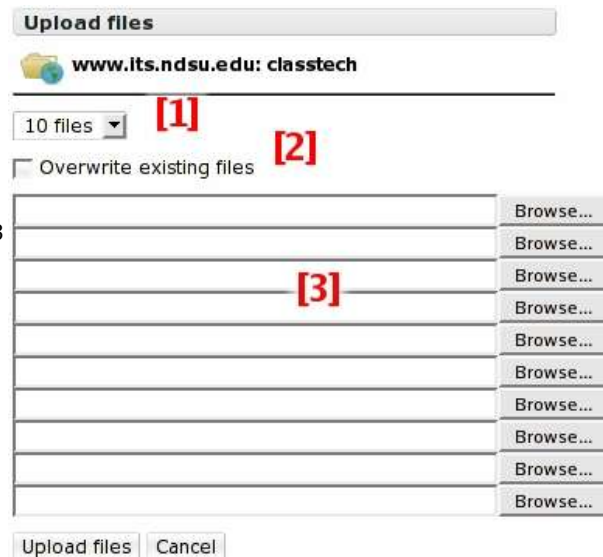 Upload files
www.its.ndsu.edu: classtech
10 files [1]
[2]
Overwrite existing files
Browse...
3
Browse...
Browse...
[3]
Browse...
Browse...
Browse...
Browse...
Browse...
Browse...
Browse...
Upload files Cancel